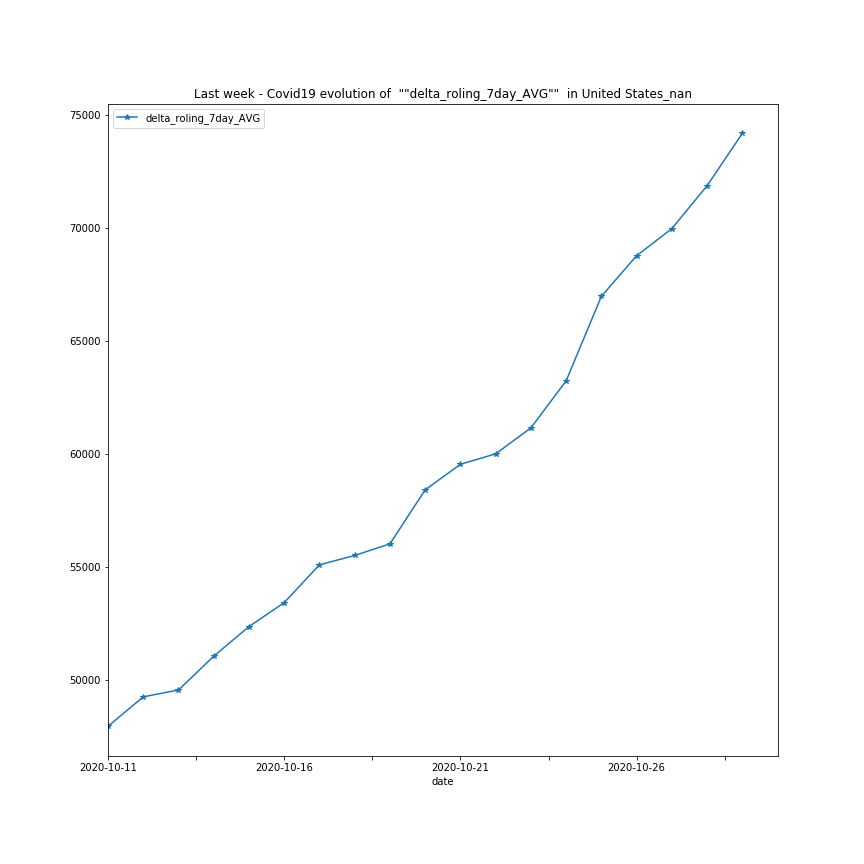 Last week - Covid19 evolution of  ""delta_roling_7day_AVG""  in United States_nan
75000
delta_roling_7day_AVG
70000
65000
60000
55000
50000
2020-10-11 2020-10-16 2020-10-21 2020-10-26
date